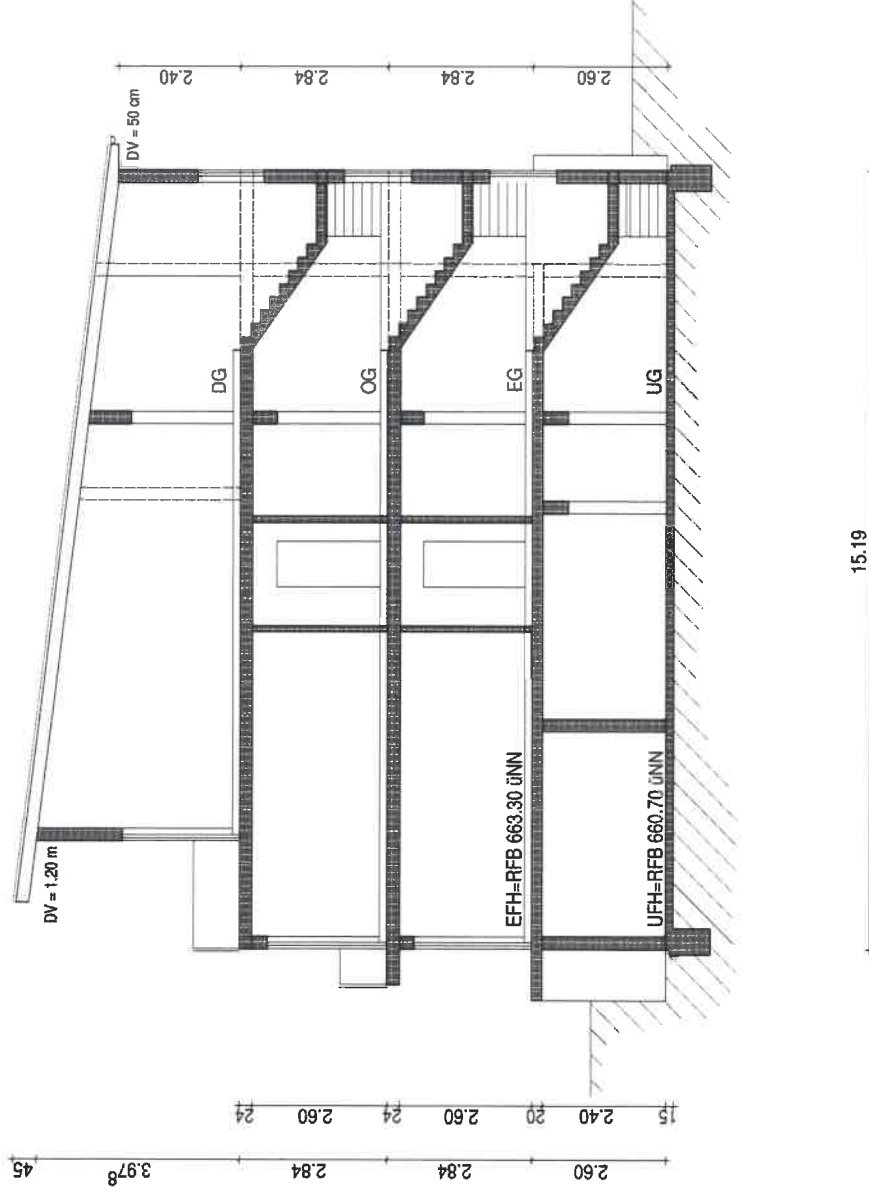 DV = 50 cm
2.40
2.84
2.84
2.60
DG
OG
EG
UG
DV = 1.20 m
EFH=RFB 663.30 üNN
UFH=RFB 660.70 üNN
24
2.60
24
2.60
20
2.40
15
45
3.97⁸
2.84
2.84
2.60
15.19